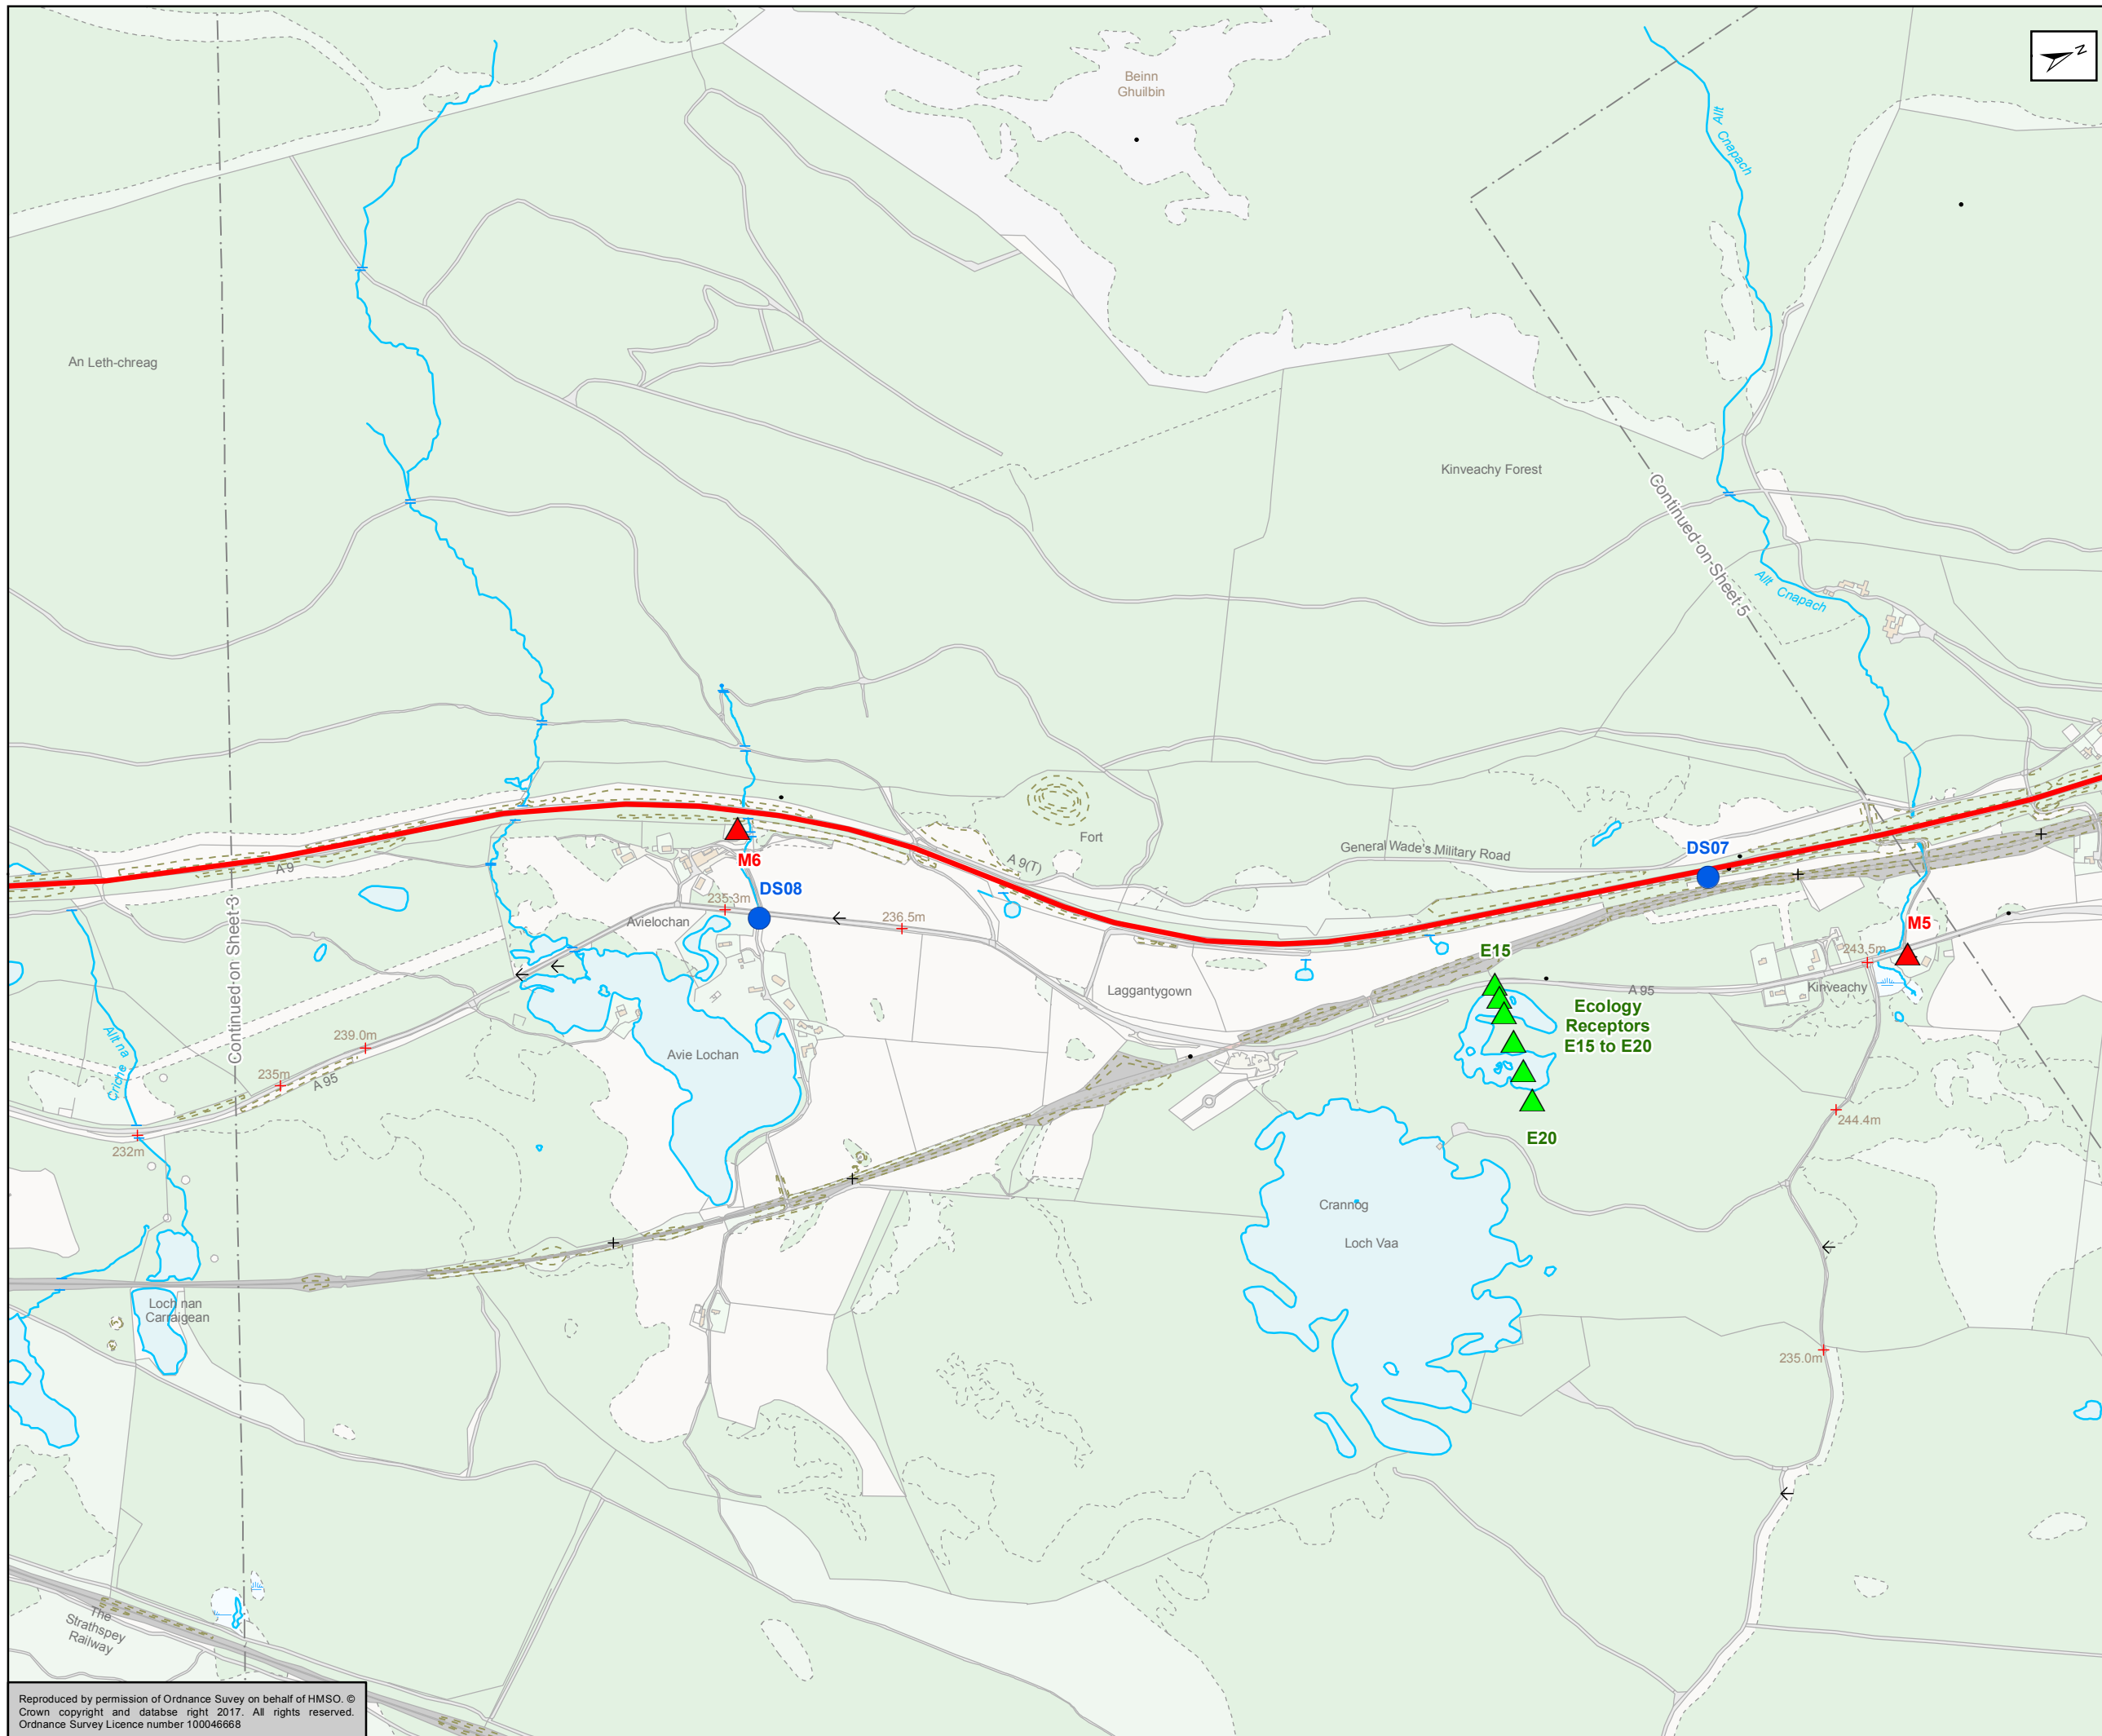 Beinn
Ghuilbin
N
Allt
Cnapach
An Leth-chreag
Kinveachy Forest
Continued on Sheet 5
Allt Cnapach
A 9
M6
DS08
235.3m
236.5m
Avielochan
Fort
A 9(T)
General Wade's Military Road
DS07
M5
243.5m
Kinveachy
E15
Ecology
Receptors
E15 to E20
A 95
Laggantygown
Continued on Sheet 3
Allt na
Criche
239.0m
235m
A 95
232m
Avie Lochan
E20
244.4m
Crannog
Loch Vaa
Loch nan
Carraigean
235.0m
The
Strathspey
Railway
Reproduced by permission of Ordnance Suvey on behalf of HMSO. ©
Crown copyright and databse right 2017. All rights reserved.
Ordnance Survey Licence number 100046668